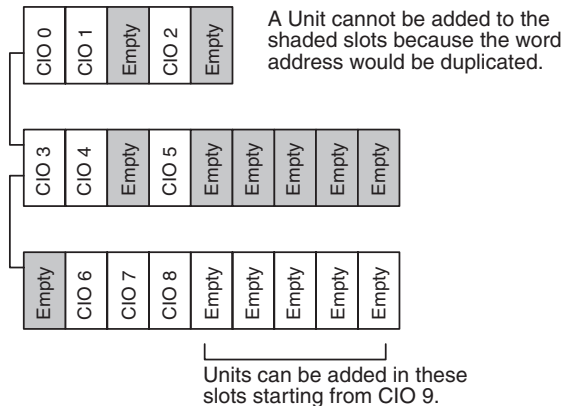 A Unit cannot be added to the
shaded slots because the word
address would be duplicated.
CIO 0
CIO 1
Empty
CIO 2
Empty
CIO 3
CIO 4
Empty
CIO 5
Empty
Empty
Empty
Empty
Empty
Empty
CIO 6
CIO 7
CIO 8
Empty
Empty
Empty
Empty
Empty
Units can be added in these
slots starting from CIO 9.